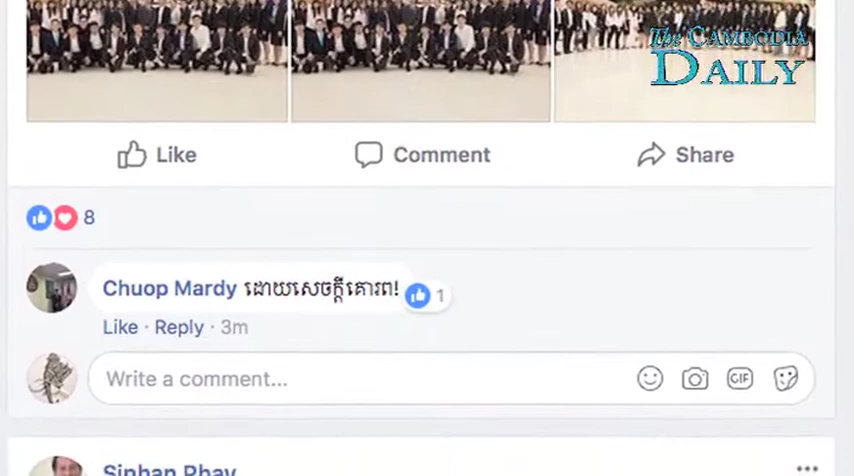 The Cambodia
Daily
Like
Comment
Share
8
Chuop Mardy ដោយសេចក្តីគោរព!
1
Like · Reply · 3m
Write a comment...
GIF
Sinhan Phay